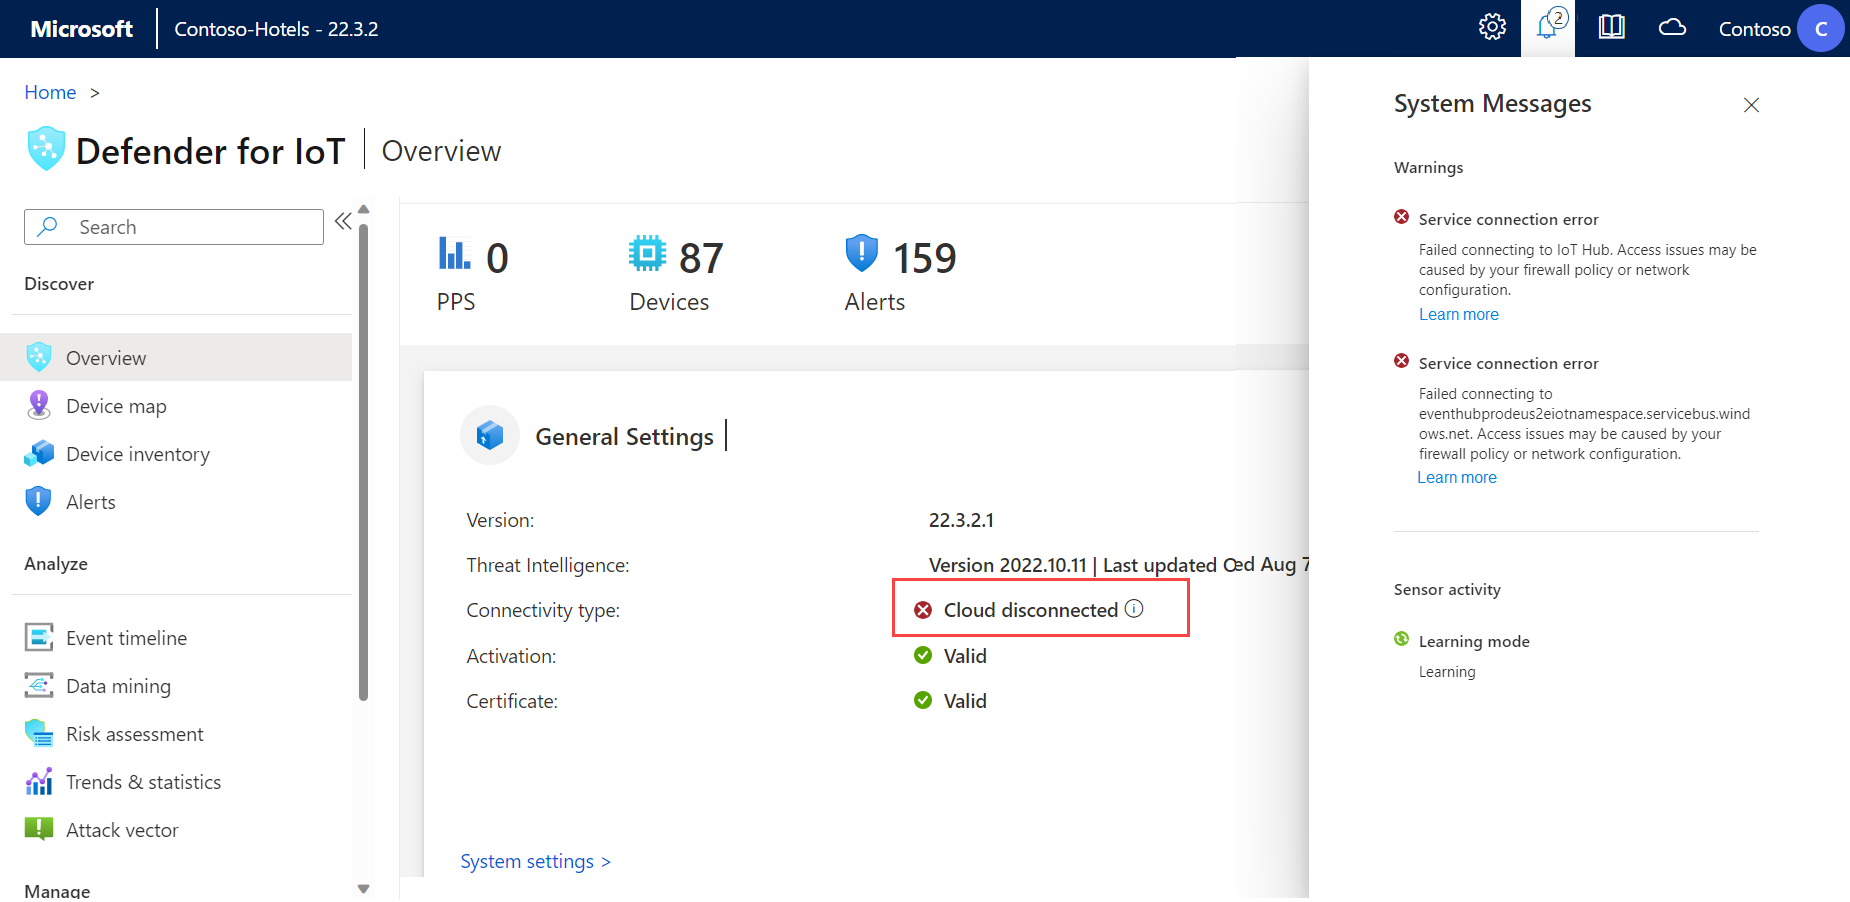 Microsoft
Contoso-Hotels - 22.3.2
2
Contoso
C
Home >
Defender for IoT
Overview
Search
Discover
Overview
Device map
Device inventory
Alerts
Analyze
Event timeline
Data mining
Risk assessment
Trends & statistics
Attack vector
Manage
0
PPS
87
Devices
159
Alerts
General Settings
Version:
22.3.2.1
Threat Intelligence:
Version 2022.10.11 | Last updated Oed Aug 7
Connectivity type:
Cloud disconnected
Activation:
Valid
Certificate:
Valid
System settings >
System Messages
Warnings
Service connection error
Failed connecting to IoT Hub. Access issues may be
caused by your firewall policy or network
configuration.
Learn more
Service connection error
Failed connecting to
eventhubprodeus2eiotnamespace.servicebus.wind
ows.net. Access issues may be caused by your
firewall policy or network configuration.
Learn more
Sensor activity
Learning mode
Learning